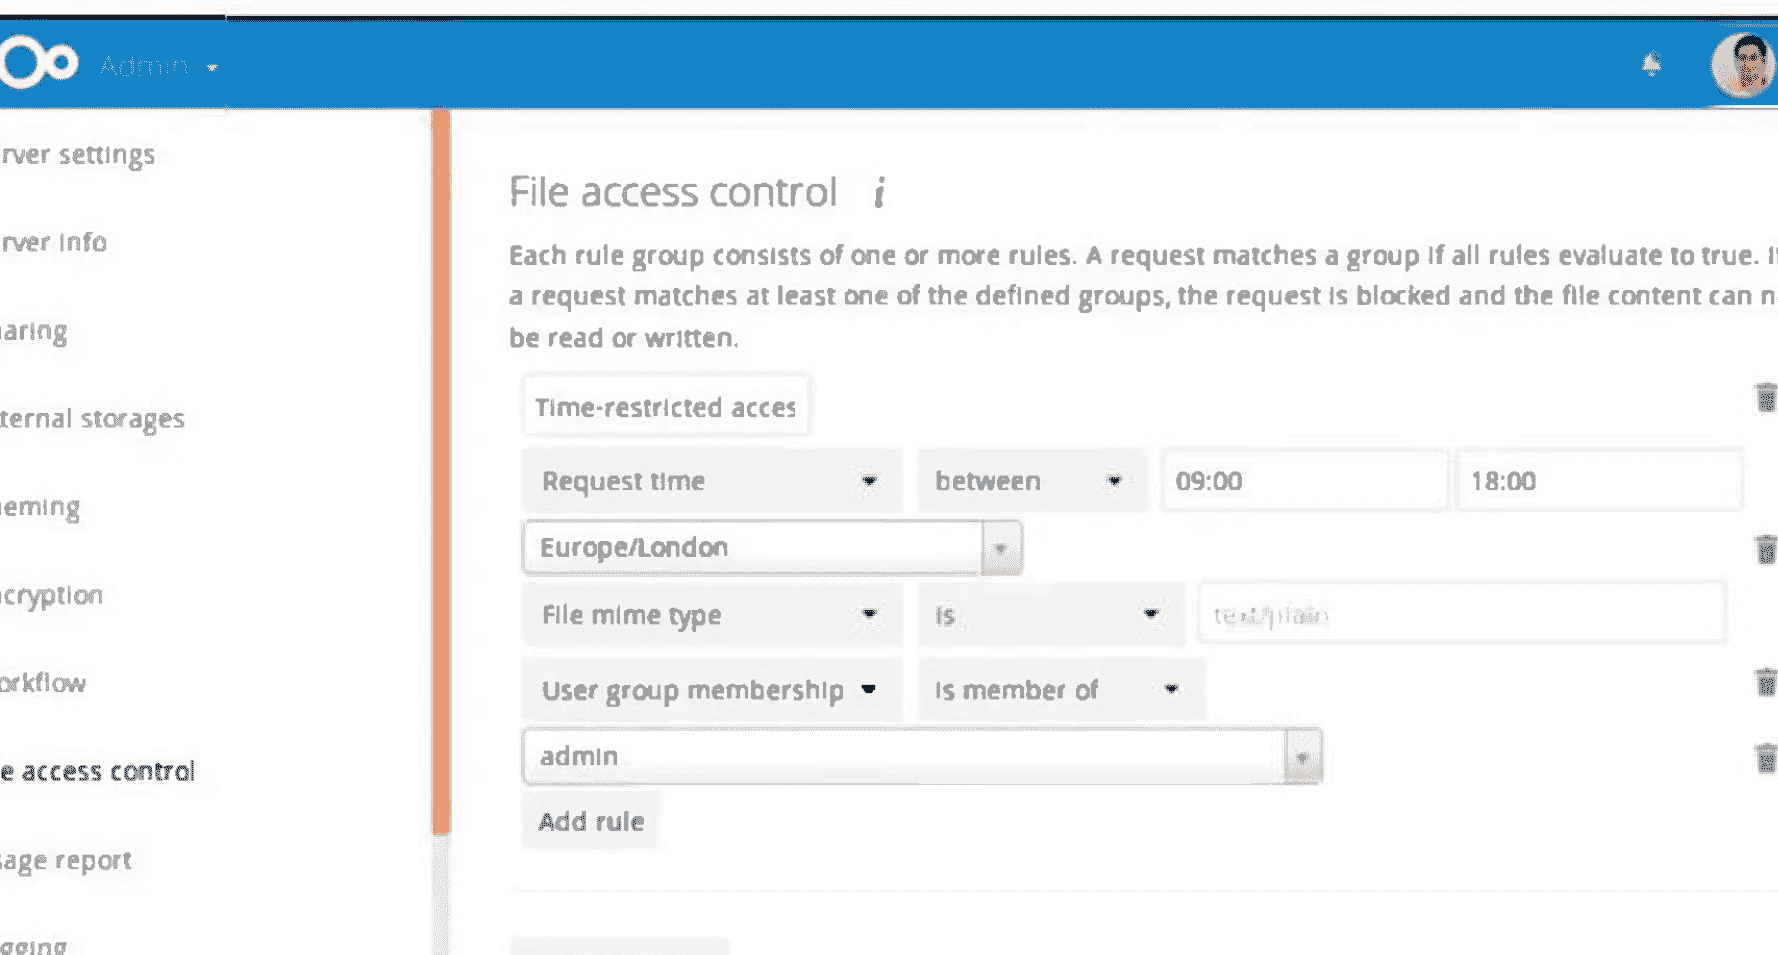 Admin
rver settings
rver info
aring
ternal storages
eming
cryption
orkflow
e access control
age report
gging
File access control i
Each rule group consists of one or more rules. A request matches a group if all rules evaluate to true. If
a request matches at least one of the defined groups, the request is blocked and the file content can n
be read or written.
Time-restricted acces
Request time between 09:00 18:00
Europe/London
File mime type is text/plain
User group membership is member of
admin
Add rule